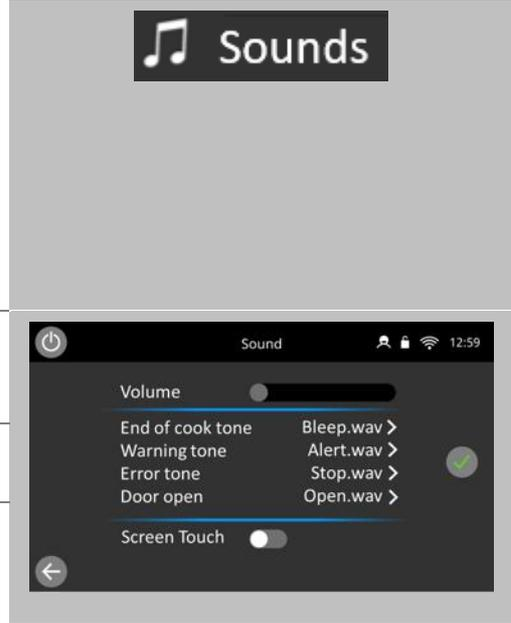 Sounds
Sound 12:59
Volume
End of cook tone Bleep.wav
Warning tone Alert.wav
Error tone Stop.wav
Door open Open.wav
Screen Touch